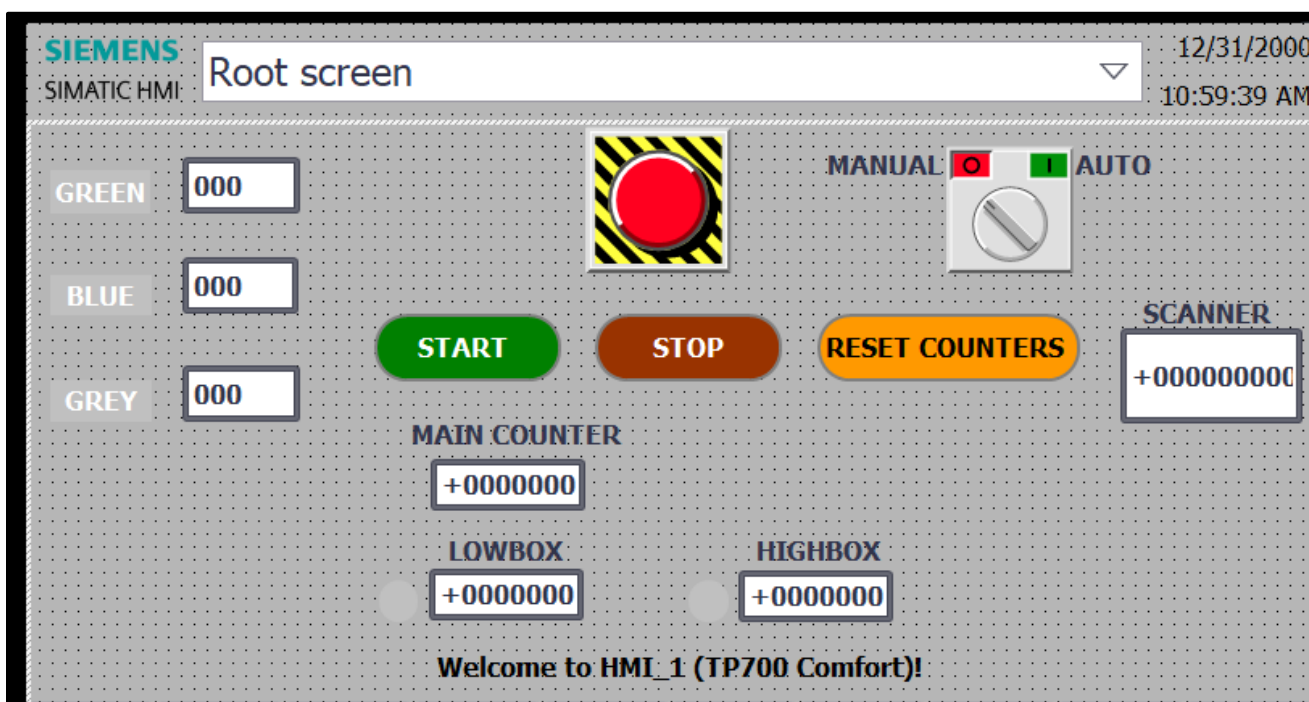 SIEMENS
SIMATIC HMI
Root screen
12/31/2000
10:59:39 AM
GREEN
000
MANUAL
O
I
AUTO
BLUE
000
START
STOP
RESET COUNTERS
SCANNER
+000000000
GREY
000
MAIN COUNTER
+0000000
LOWBOX
HIGHBOX
+0000000
+0000000
Welcome to HMI_1 (TP700 Comfort)!